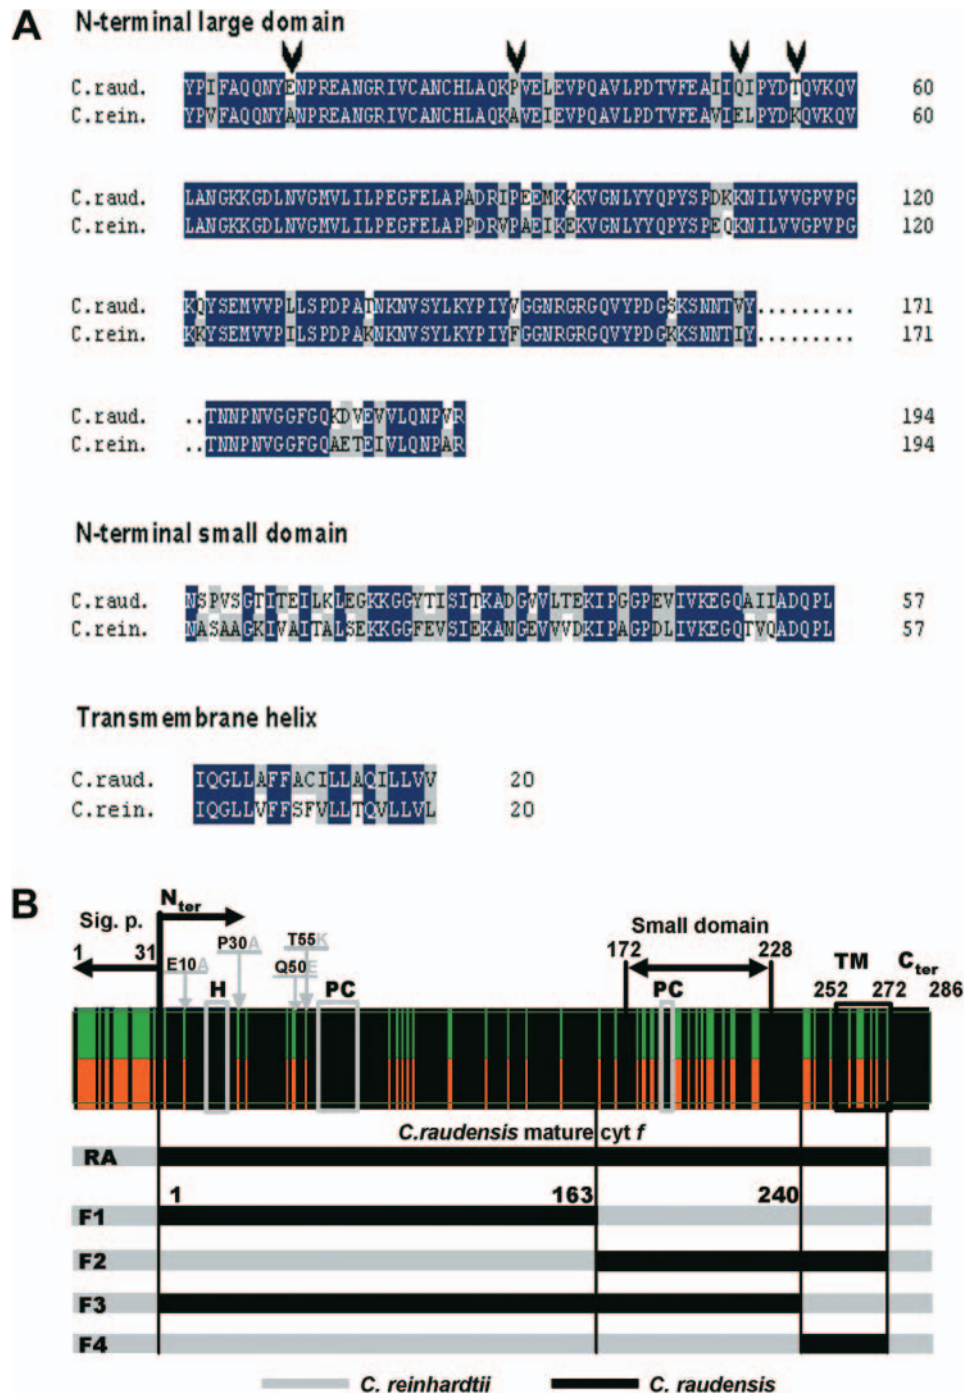 A
N-terminal large domain
C.raud. YPIFAQQNYENPREANGRIVCANCHLAQKPVELEVPQAVLPDTVFEAIIQIPYDTQVKQV 60
C.rein. YPVFAQQNYANPREANGRIVCANCHLAQKAVEIEVPQAVLPDTVFEAVIELPYDKQVKQV 60
C.raud. LANGKKGDLNVGMVLILPEGFELAPADRIPEEMKKKVGNLYYQPYSPDKKNILVVGPVPG 120
C.rein. LANGKKGDLNVGMVLILPEGFELAPPDRVPAEIKEKVGNLYYQPYSPEQKNILVVGPVPG 120
C.raud. KQYSEMVVPLLSPDPATNKNVSYLKYPIYVGGNRGRGQVYPDGSKSNNTVY......... 171
C.rein. KKYSEMVVPILSPDPAKNKNVSYLKYPIYFGGNRGRGQVYPDGKKSNNTIY......... 171
C.raud. ..TNNPNVGGFGQKDVEVVLQNPVR 194
C.rein. ..TNNPNVGGFGQAETEIVLQNPAR 194
N-terminal small domain
C.raud. NSPVSGTITEILKLEGKKGGYTISITKADGVVLTEKIPGGPEVIVKEGQAIIADQPL 57
C.rein. NASAAGKIVAITALSEKKGGFEVSIEKANGEVVVDKIPAGPDLIVKEGQTVQADQPL 57
Transmembrane helix
C.raud. IQGLLAFFACILLAQILLVV 20
C.rein. IQGLLVFFSFVLLTQVLLVL 20
B
Nter
Sig. p.
1 31
E10A
P30A
T55K
Q50E
H
PC
Small domain
172 228
PC
TM Cter
252 272 286
C.raudensis mature cyt f
RA
1 163 240
F1
F2
F3
F4
C. reinhardtii C. raudensis